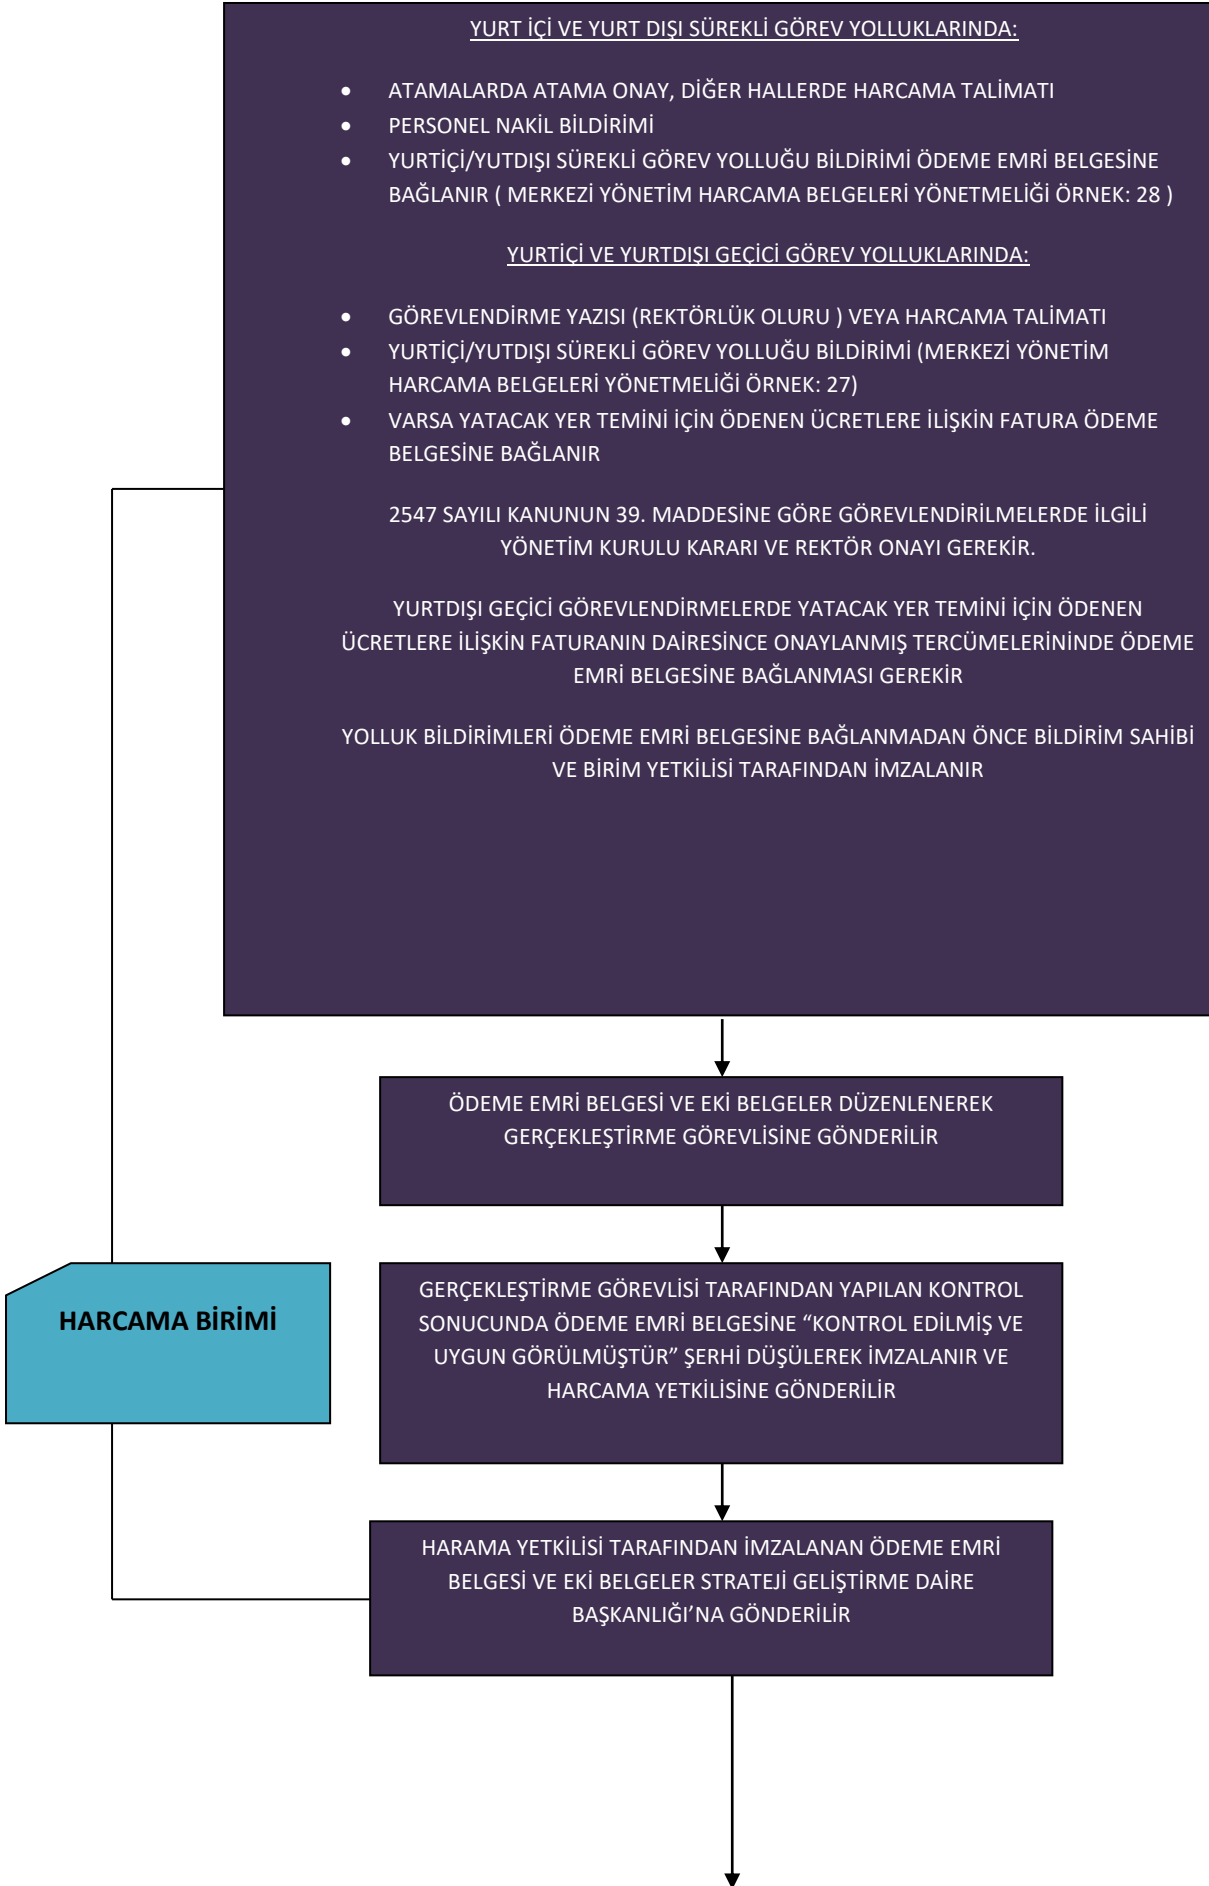 YURT İÇİ VE YURT DIŞI SÜREKLİ GÖREV YOLLUKLARINDA:
• ATAMALARDA ATAMA ONAY, DİĞER HALLERDE HARCAMA TALİMATI
• PERSONEL NAKİL BİLDİRİMİ
• YURTİÇİ/YUTDIŞI SÜREKLİ GÖREV YOLLUĞU BİLDİRİMİ ÖDEME EMRİ BELGESİNE
BAĞLANIR ( MERKEZİ YÖNETİM HARCAMA BELGELERİ YÖNETMELİĞİ ÖRNEK: 28 )
YURTİÇİ VE YURTDIŞI GEÇİCİ GÖREV YOLLUKLARINDA:
• GÖREVLENDİRME YAZISI (REKTÖRLÜK OLURU ) VEYA HARCAMA TALİMATI
• YURTİÇİ/YUTDIŞI SÜREKLİ GÖREV YOLLUĞU BİLDİRİMİ (MERKEZİ YÖNETİM
HARCAMA BELGELERİ YÖNETMELİĞİ ÖRNEK: 27)
• VARSA YATACAK YER TEMİNİ İÇİN ÖDENEN ÜCRETLERE İLİŞKİN FATURA ÖDEME
BELGESİNE BAĞLANIR
2547 SAYILI KANUNUN 39. MADDESİNE GÖRE GÖREVLENDİRİLMELERDE İLGİLİ
YÖNETİM KURULU KARARI VE REKTÖR ONAYI GEREKİR.
YURTDIŞI GEÇİCİ GÖREVLENDİRMELERDE YATACAK YER TEMİNİ İÇİN ÖDENEN
ÜCRETLERE İLİŞKİN FATURANIN DAİRESİNCE ONAYLANMIŞ TERCÜMELERİNİNDE ÖDEME
EMRİ BELGESİNE BAĞLANMASI GEREKİR
YOLLUK BİLDİRİMLERİ ÖDEME EMRİ BELGESİNE BAĞLANMADAN ÖNCE BİLDİRİM SAHİBİ
VE BİRİM YETKİLİSİ TARAFINDAN İMZALANIR
ÖDEME EMRİ BELGESİ VE EKİ BELGELER DÜZENLENEREK
GERÇEKLEŞTİRME GÖREVLİSİNE GÖNDERİLİR
HARCAMA BİRİMİ
GERÇEKLEŞTİRME GÖREVLİSİ TARAFINDAN YAPILAN KONTROL
SONUCUNDA ÖDEME EMRİ BELGESİNE “KONTROL EDİLMİŞ VE
UYGUN GÖRÜLMÜŞTÜR” ŞERHİ DÜŞÜLEREK İMZALANIR VE
HARCAMA YETKİLİSİNE GÖNDERİLİR
HARAMA YETKİLİSİ TARAFINDAN İMZALANAN ÖDEME EMRİ
BELGESİ VE EKİ BELGELER STRATEJİ GELİŞTİRME DAİRE
BAŞKANLIĞI’NA GÖNDERİLİR